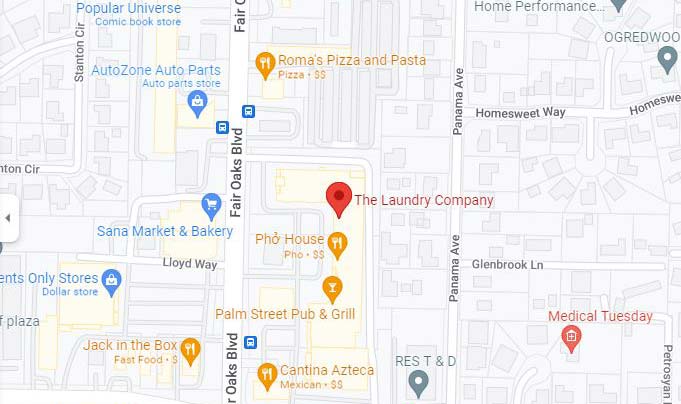 Popular Universe
Comic book store
Fair Oaks Blvd
Home Performance...
Stanton Cir
Roma's Pizza and Pasta
Pizza • $$
OGREDWOO
AutoZone Auto Parts
Auto parts store
Panama Ave
Homesweet Way
Homeswe
nton Cir
Fair Oaks Blvd
The Laundry Company
Sana Market & Bakery
Phở House
Pho • $$
Panama Ave
Lloyd Way
Glenbrook Ln
ents Only Stores
Dollar store
Palm Street Pub & Grill
Medical Tuesday
f plaza
Jack in the Box
Fast Food • $
Fair Oaks Blvd
RES T & D
Cantina Azteca
Mexican • $$
Petrosyan